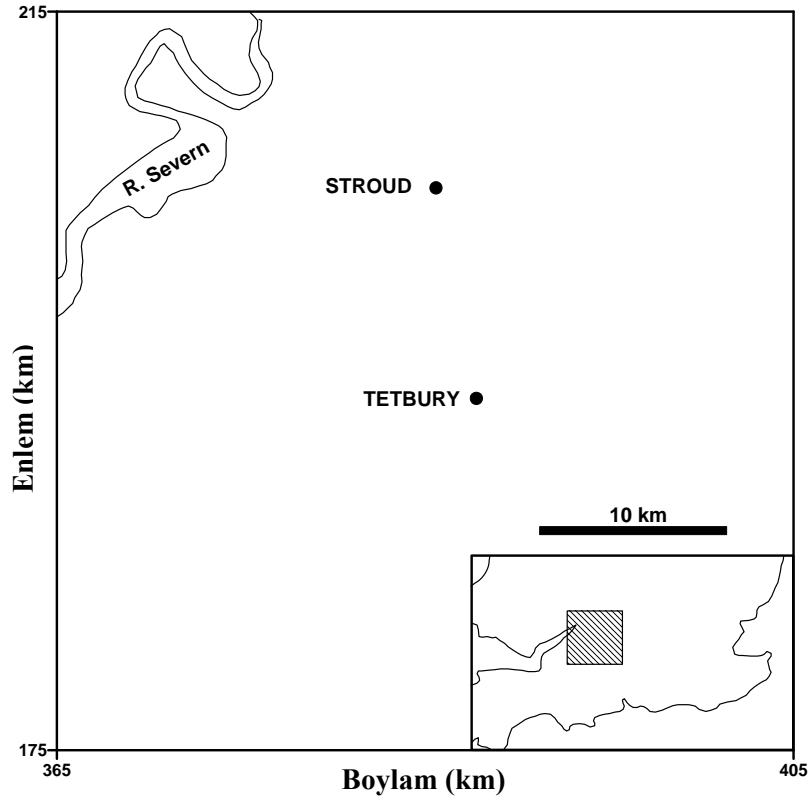 215
R. Severn
STROUD
TETBURY
Enlem (km)
10 km
175
365
Boylam (km)
405